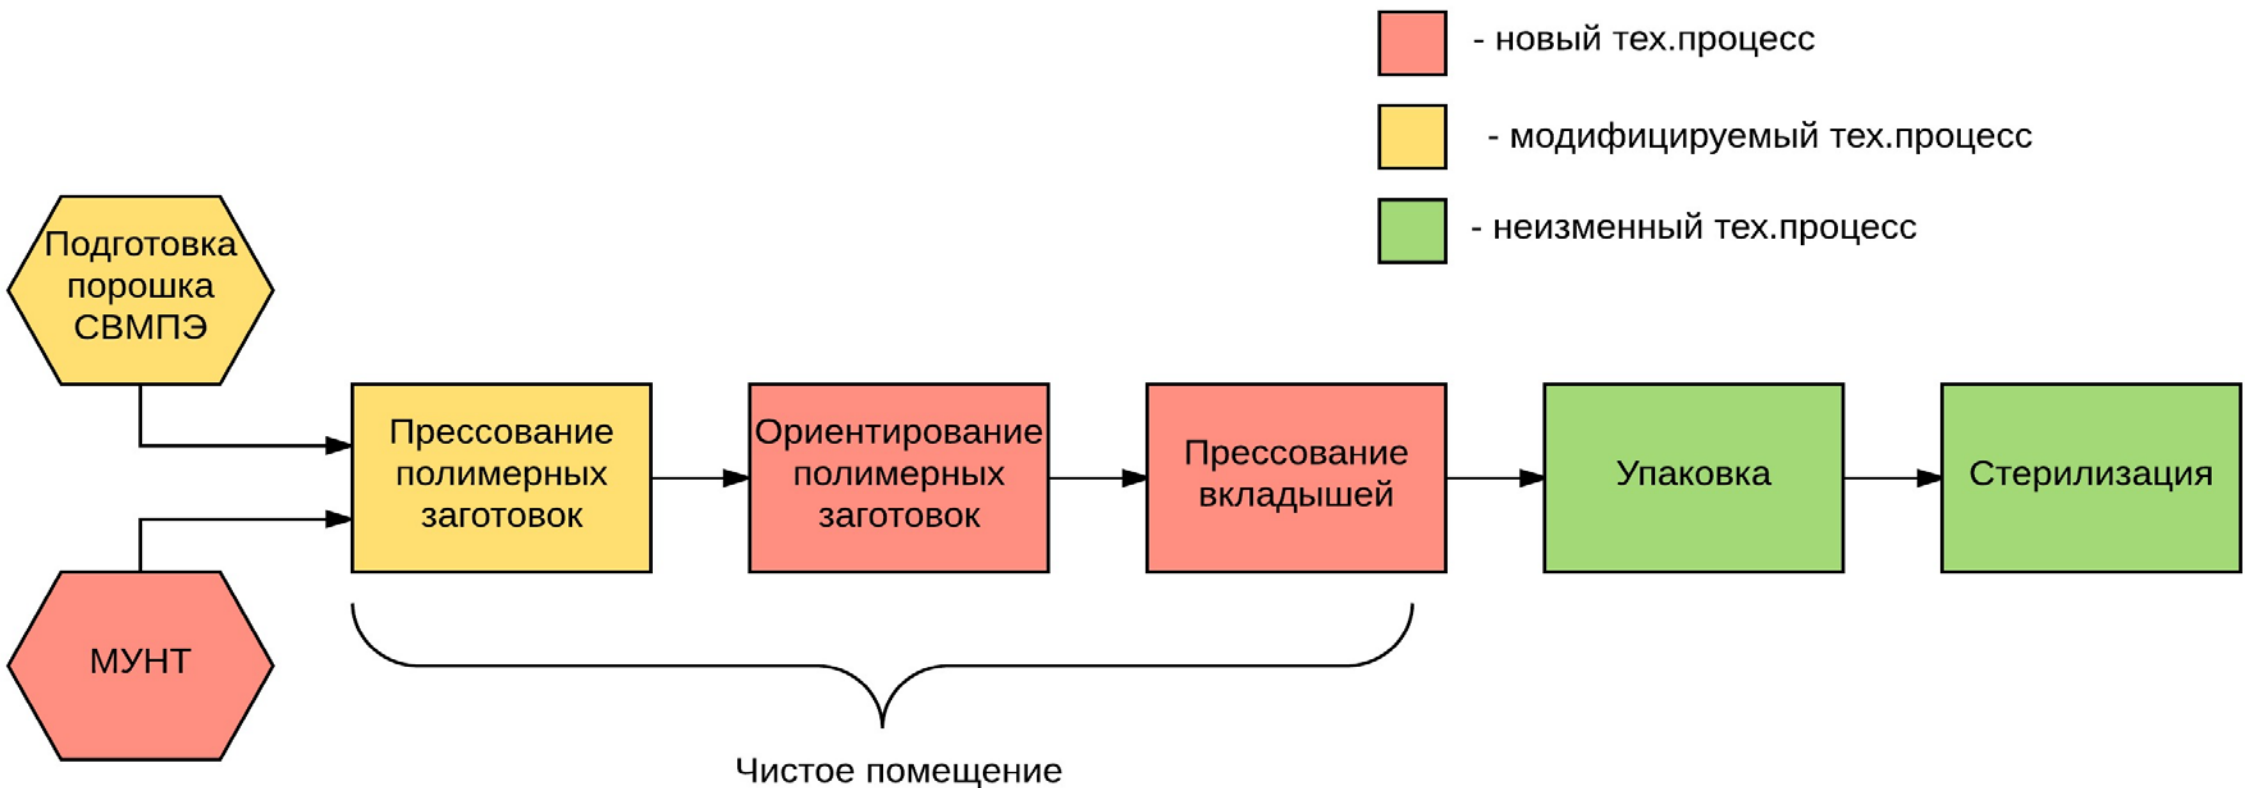 - новый тех.процесс
- модифицируемый тех.процесс
- неизменный тех.процесс
Подготовка
порошка
СВМПЭ
МУНТ
Прессование
полимерных
заготовок
Ориентирование
полимерных
заготовок
Прессование
вкладышей
Упаковка
Стерилизация
Чистое помещение